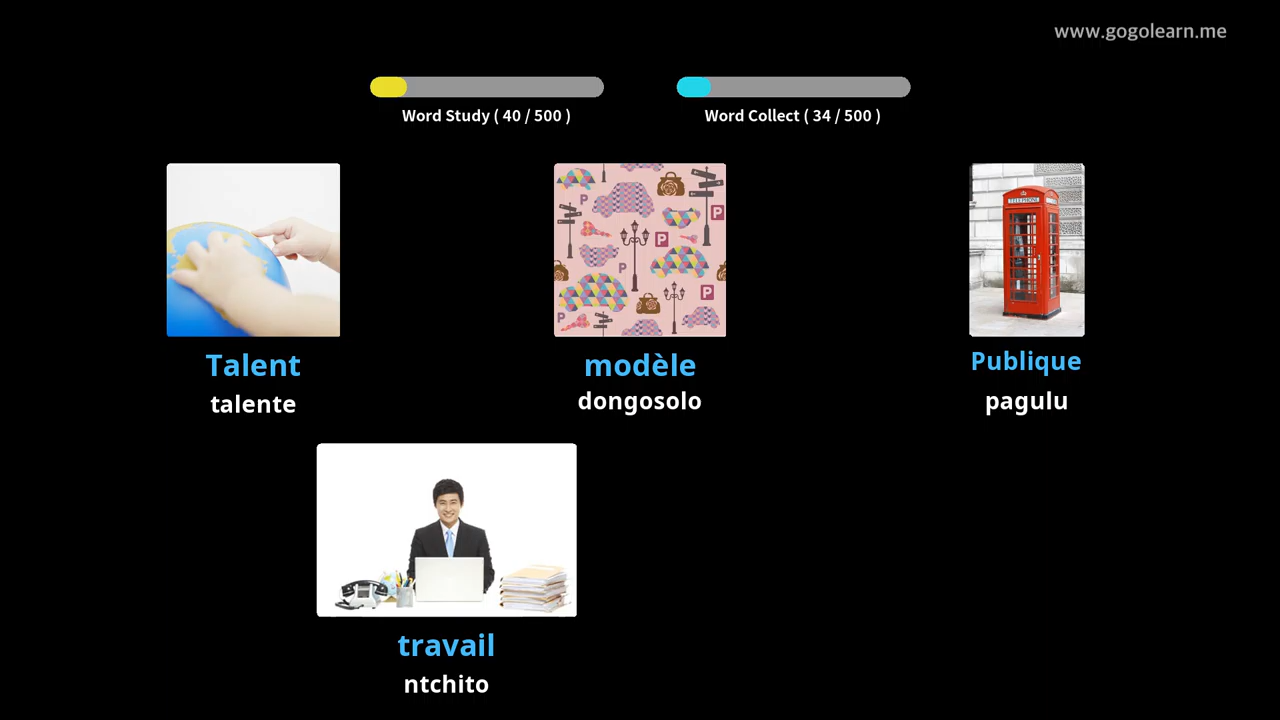 www.gogolearn.me
Word Study ( 40 / 500 )
Word Collect ( 34 / 500 )
TELEPHONE
P
P
P
P
P
P
Talent
modèle
Publique
talente
dongosolo
pagulu
travail
ntchito